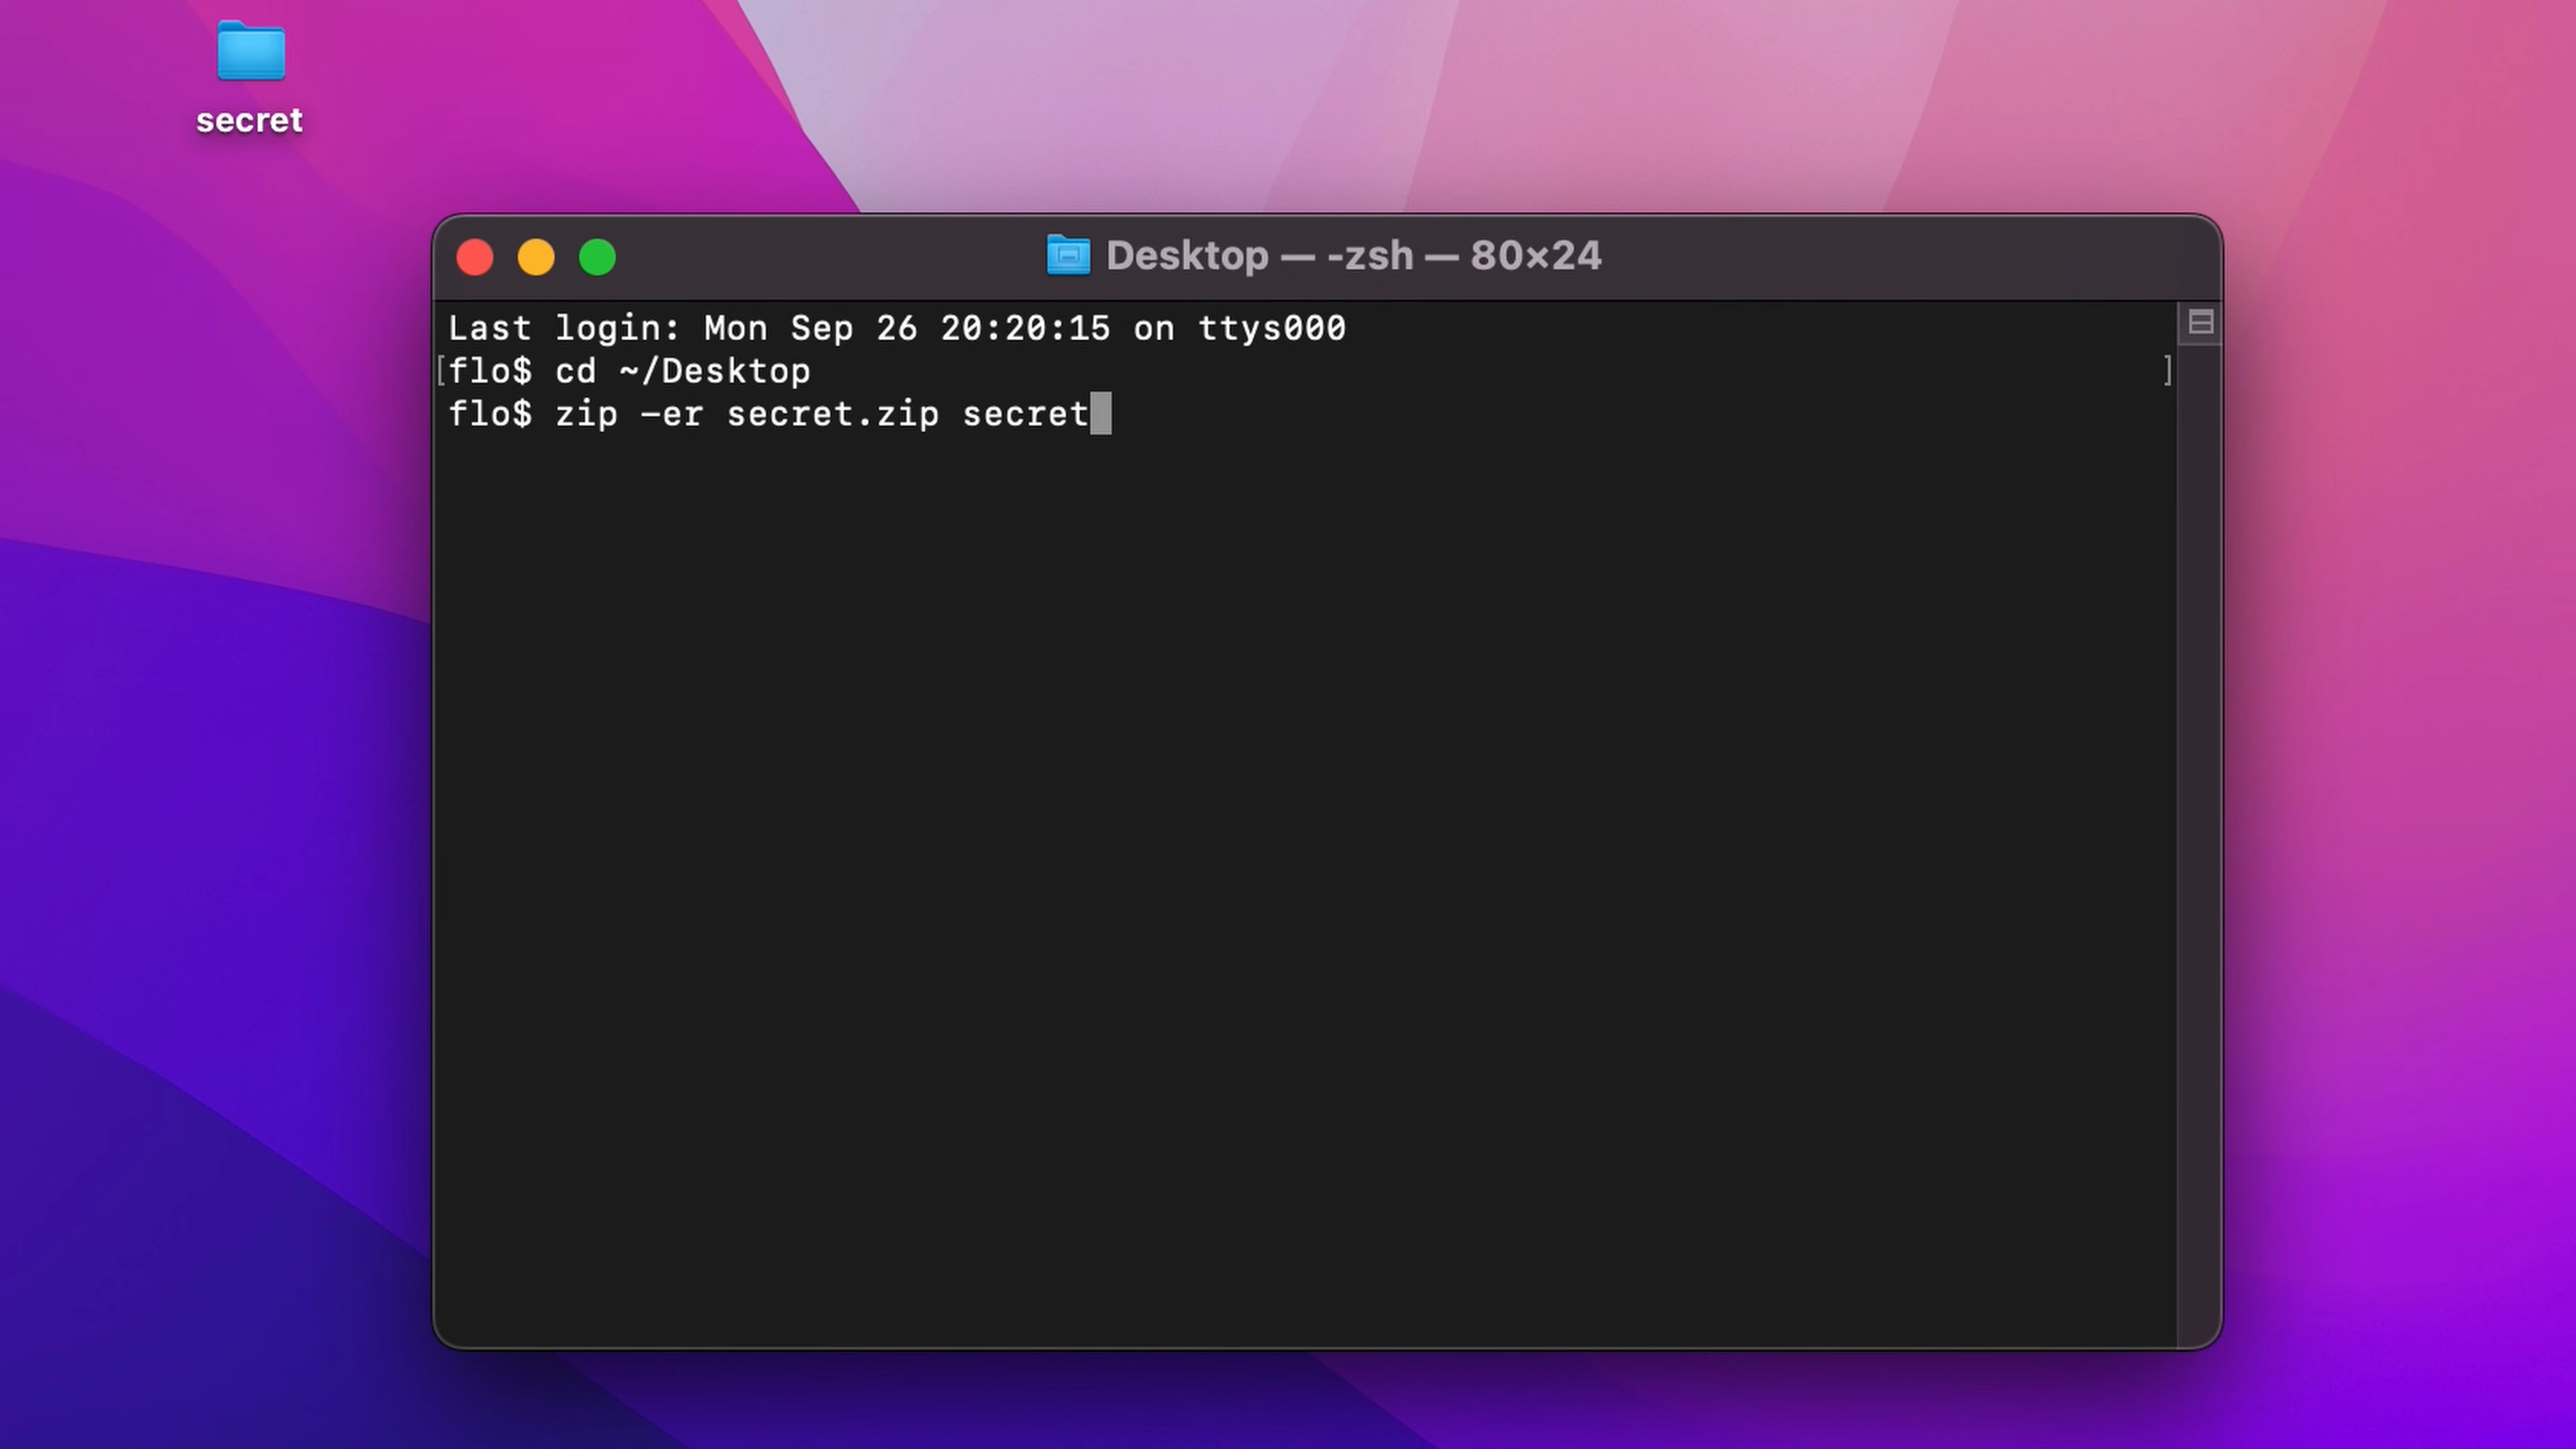 secret
Desktop — -zsh — 80×24
Last login: Mon Sep 26 20:20:15 on ttys000
[flo$ cd ~/Desktop ]
flo$ zip -er secret.zip secret